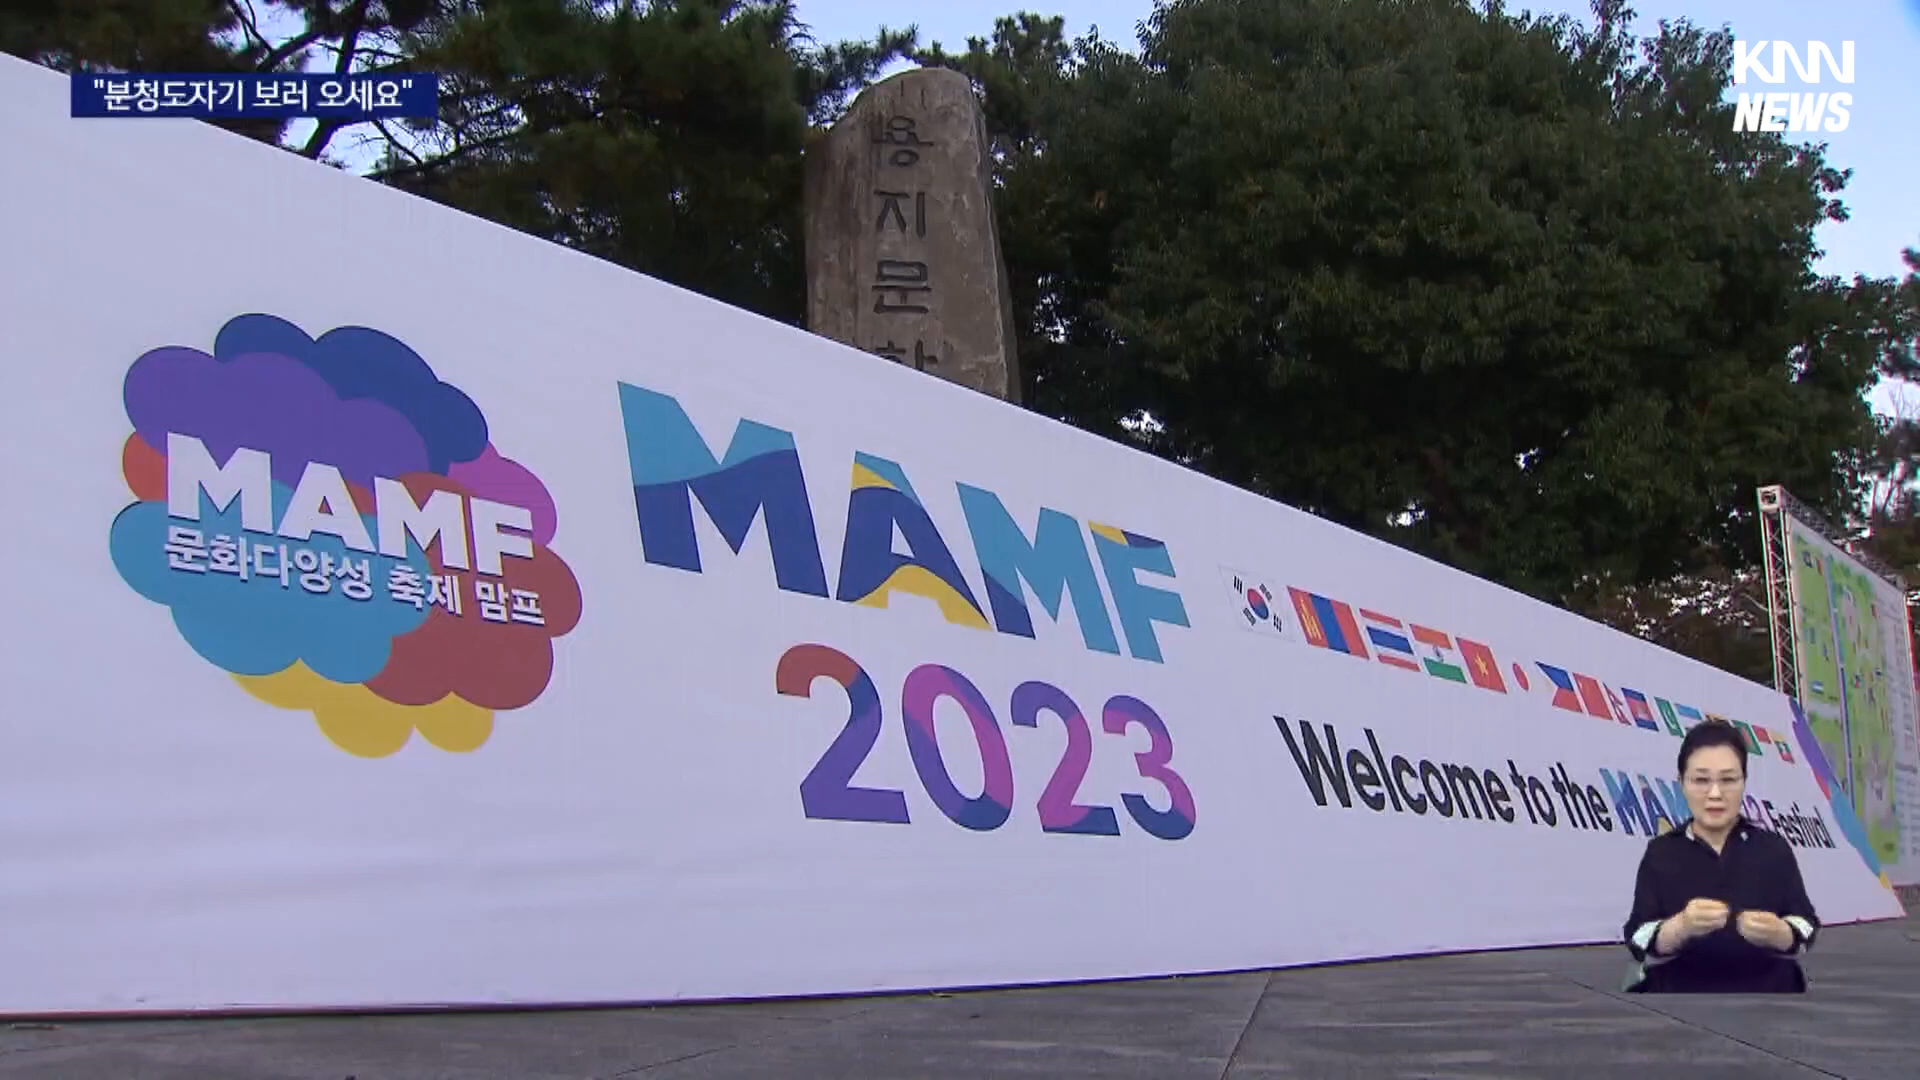 "분청도자기 보러 오세요"
KNN
NEWS
용지문
MAMF
문화다양성 축제 맘프
MAMF
2023
Welcome to the
Festival